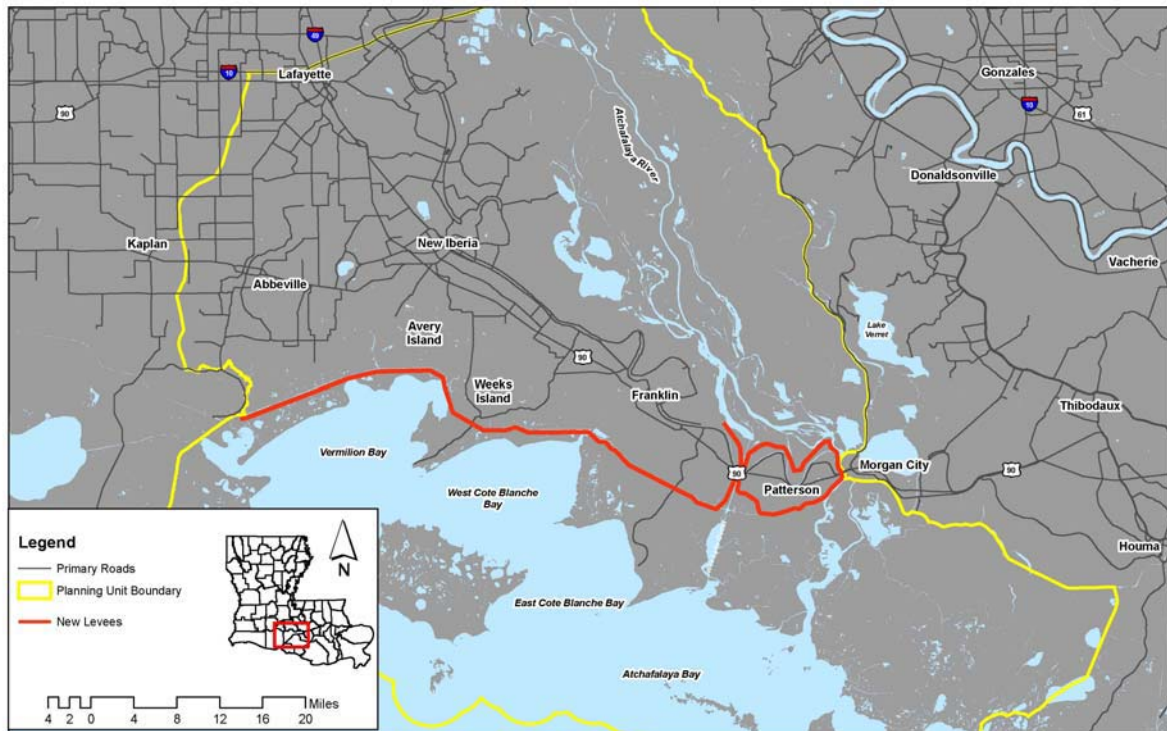 49
10
Lafayette
90
Gonzales
10
61
Atchafalaya River
Donaldsonville
Kaplan
New Iberia
Vacherie
Abbeville
Avery
Island
Lake
Verret
90
Weeks
Island
Franklin
Thibodaux
Vermilion Bay
Morgan City
90
90
Patterson
West Cote Blanche
Bay
Houma
East Cote Blanche Bay
Atchafalaya Bay
Legend
Primary Roads
Planning Unit Boundary
New Levees
N
Miles
4 2 0 4 8 12 16 20